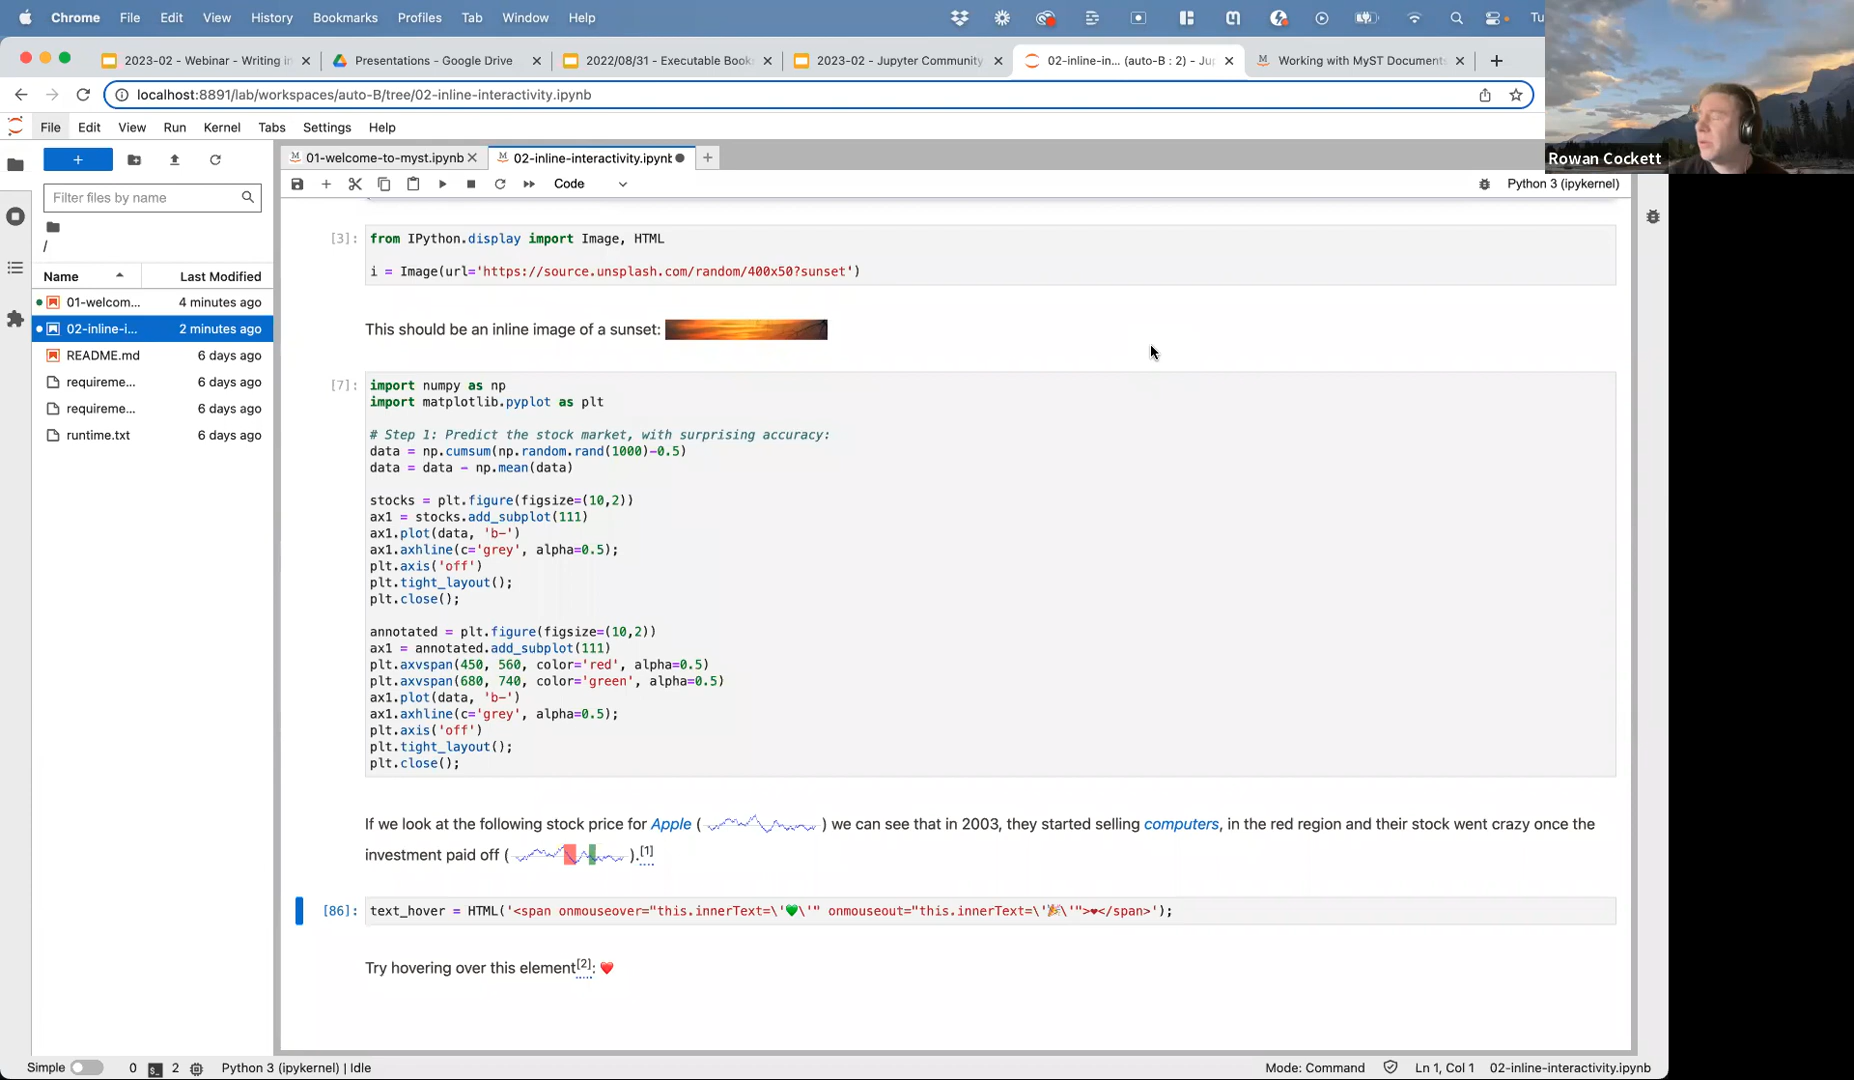 Chrome File Edit View History Bookmarks Profiles Tab Window Help Tu
2023-02 - Webinar - Writing in
Presentations - Google Drive
2022/08/31 - Executable Book
2023-02 - Jupyter Community
02-inline-in... (auto-B : 2) - Ju
Working with MyST Documents
localhost:8891/lab/workspaces/auto-B/tree/02-inline-interactivity.ipynb
Rowan Cockett
File Edit View Run Kernel Tabs Settings Help
01-welcome-to-myst.ipynb
02-inline-interactivity.ipynb
Code
Python 3 (ipykernel)
Filter files by name
/
Name Last Modified
01-welcom... 4 minutes ago
02-inline-i... 2 minutes ago
README.md 6 days ago
requireme... 6 days ago
requireme... 6 days ago
runtime.txt 6 days ago
[3]: from IPython.display import Image, HTML
i = Image(url='https://source.unsplash.com/random/400x50?sunset')
This should be an inline image of a sunset:
[7]: import numpy as np
import matplotlib.pyplot as plt
# Step 1: Predict the stock market, with surprising accuracy:
data = np.cumsum(np.random.rand(1000)-0.5)
data = data - np.mean(data)
stocks = plt.figure(figsize=(10,2))
ax1 = stocks.add_subplot(111)
ax1.plot(data, 'b-')
ax1.axhline(c='grey', alpha=0.5);
plt.axis('off')
plt.tight_layout();
plt.close();
annotated = plt.figure(figsize=(10,2))
ax1 = annotated.add_subplot(111)
plt.axvspan(450, 560, color='red', alpha=0.5)
plt.axvspan(680, 740, color='green', alpha=0.5)
ax1.plot(data, 'b-')
ax1.axhline(c='grey', alpha=0.5);
plt.axis('off')
plt.tight_layout();
plt.close();
If we look at the following stock price for Apple ( ) we can see that in 2003, they started selling computers, in the red region and their stock went crazy once the
investment paid off ( ).[1]
[86]: text_hover = HTML('<span onmouseover="this.innerText=\'💚\'" onmouseout="this.innerText=\'🎉\'">❤</span>');
Try hovering over this element[2]: ❤️
Simple 0 2 Python 3 (ipykernel) | Idle
Mode: Command Ln 1, Col 1 02-inline-interactivity.ipynb